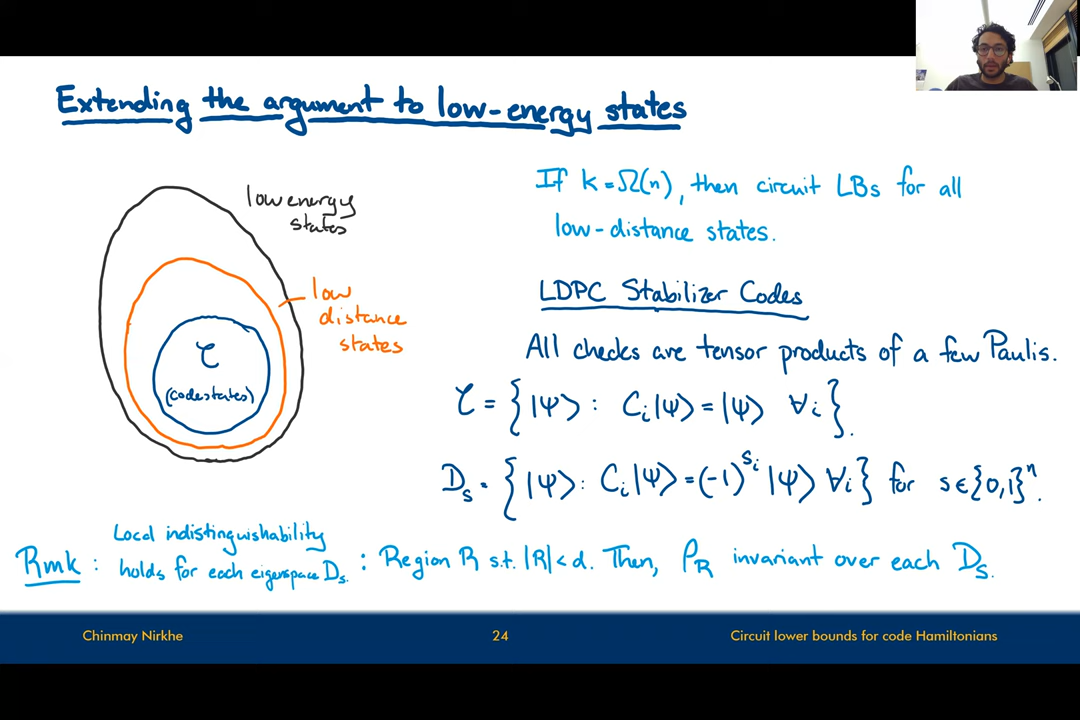 Extending the argument to low-energy states
low energy
states
low
distance
states
𝒞
(codestates)
If k = Ω(n), then circuit LBs for all
low-distance states.
LDPC Stabilizer Codes
All checks are tensor products of a few Paulis.
𝒞 = { |Ψ⟩ : C_i |Ψ⟩ = |Ψ⟩ ∀i }.
D_s = { |Ψ⟩ : C_i |Ψ⟩ = (-1)^{s_i} |Ψ⟩ ∀i } for s ∈ {0,1}^n.
Rmk : Local indistinguishability
holds for each eigenspace D_s. : Region R s.t. |R| < d. Then, ρ_R invariant over each D_s.
Chinmay Nirkhe
24
Circuit lower bounds for code Hamiltonians